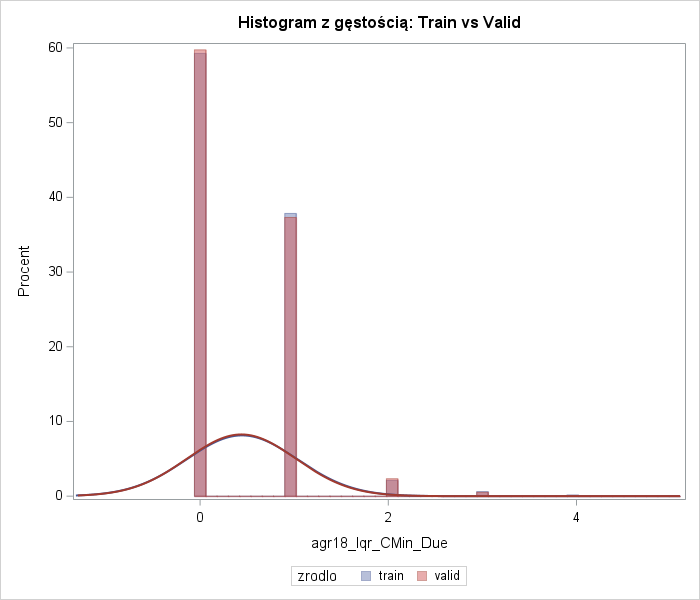 Histogram z gęstością: Train vs Valid
60
50
40
30
20
10
0
Procent
0 2 4
agr18_Iqr_CMin_Due
zrodlo train valid